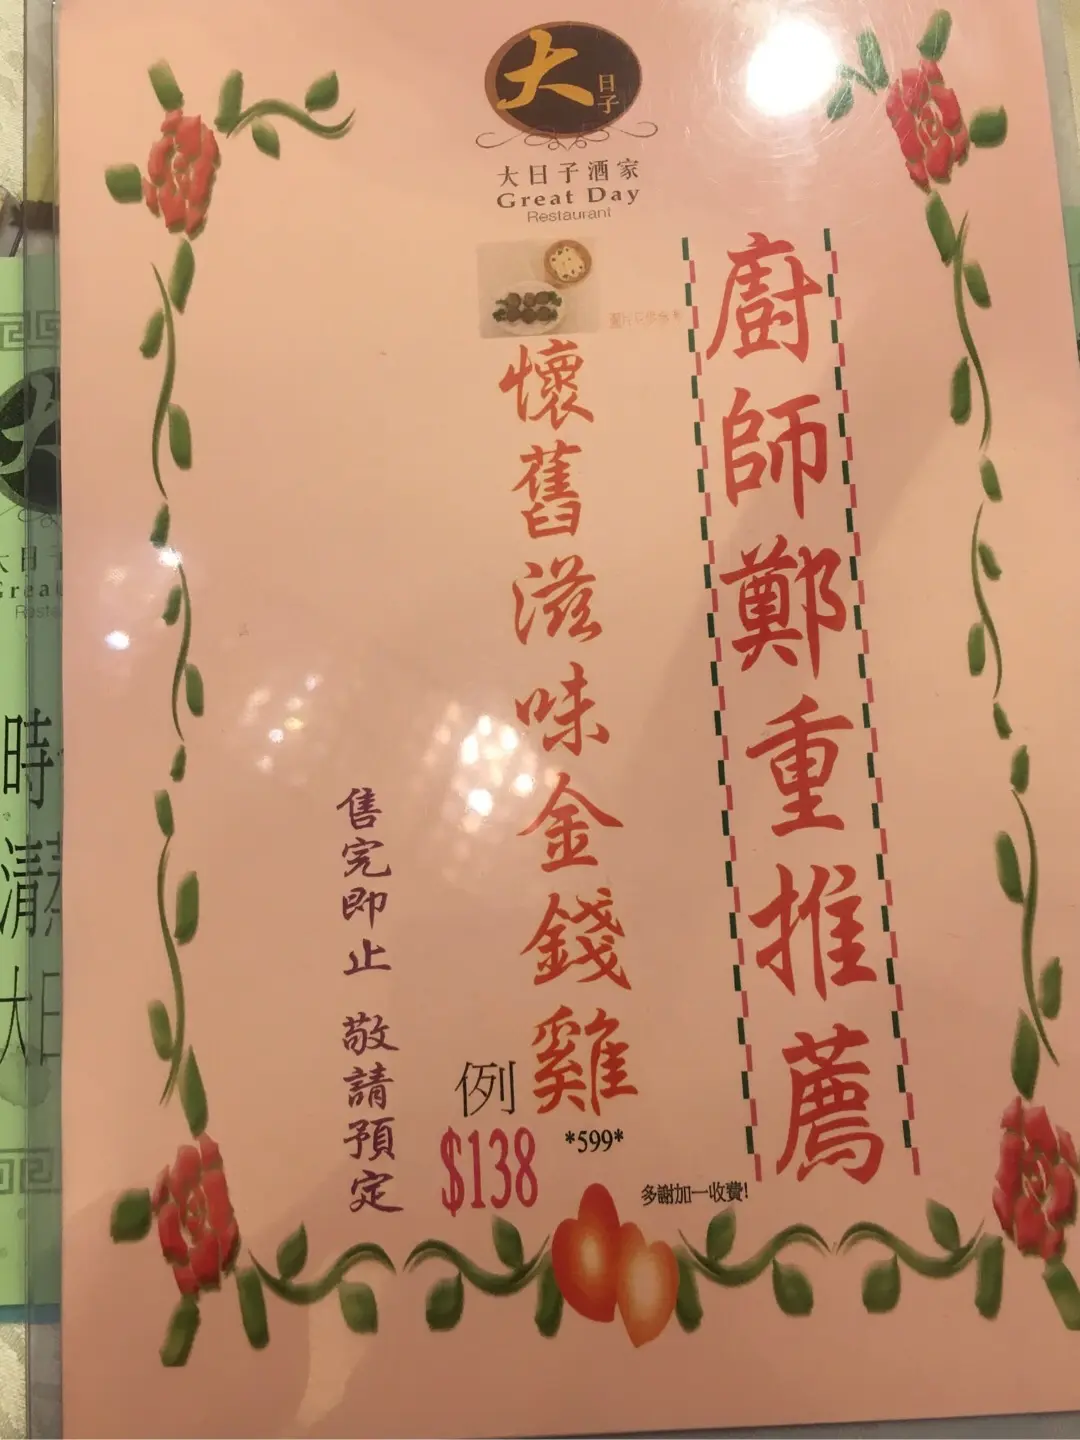 大
日子
大日子酒家
Great Day
Restaurant
廚師鄭重推薦
懷舊滋味金錢雞
*599*
例
$138
售完即止 敬請預定
多謝加一收費!